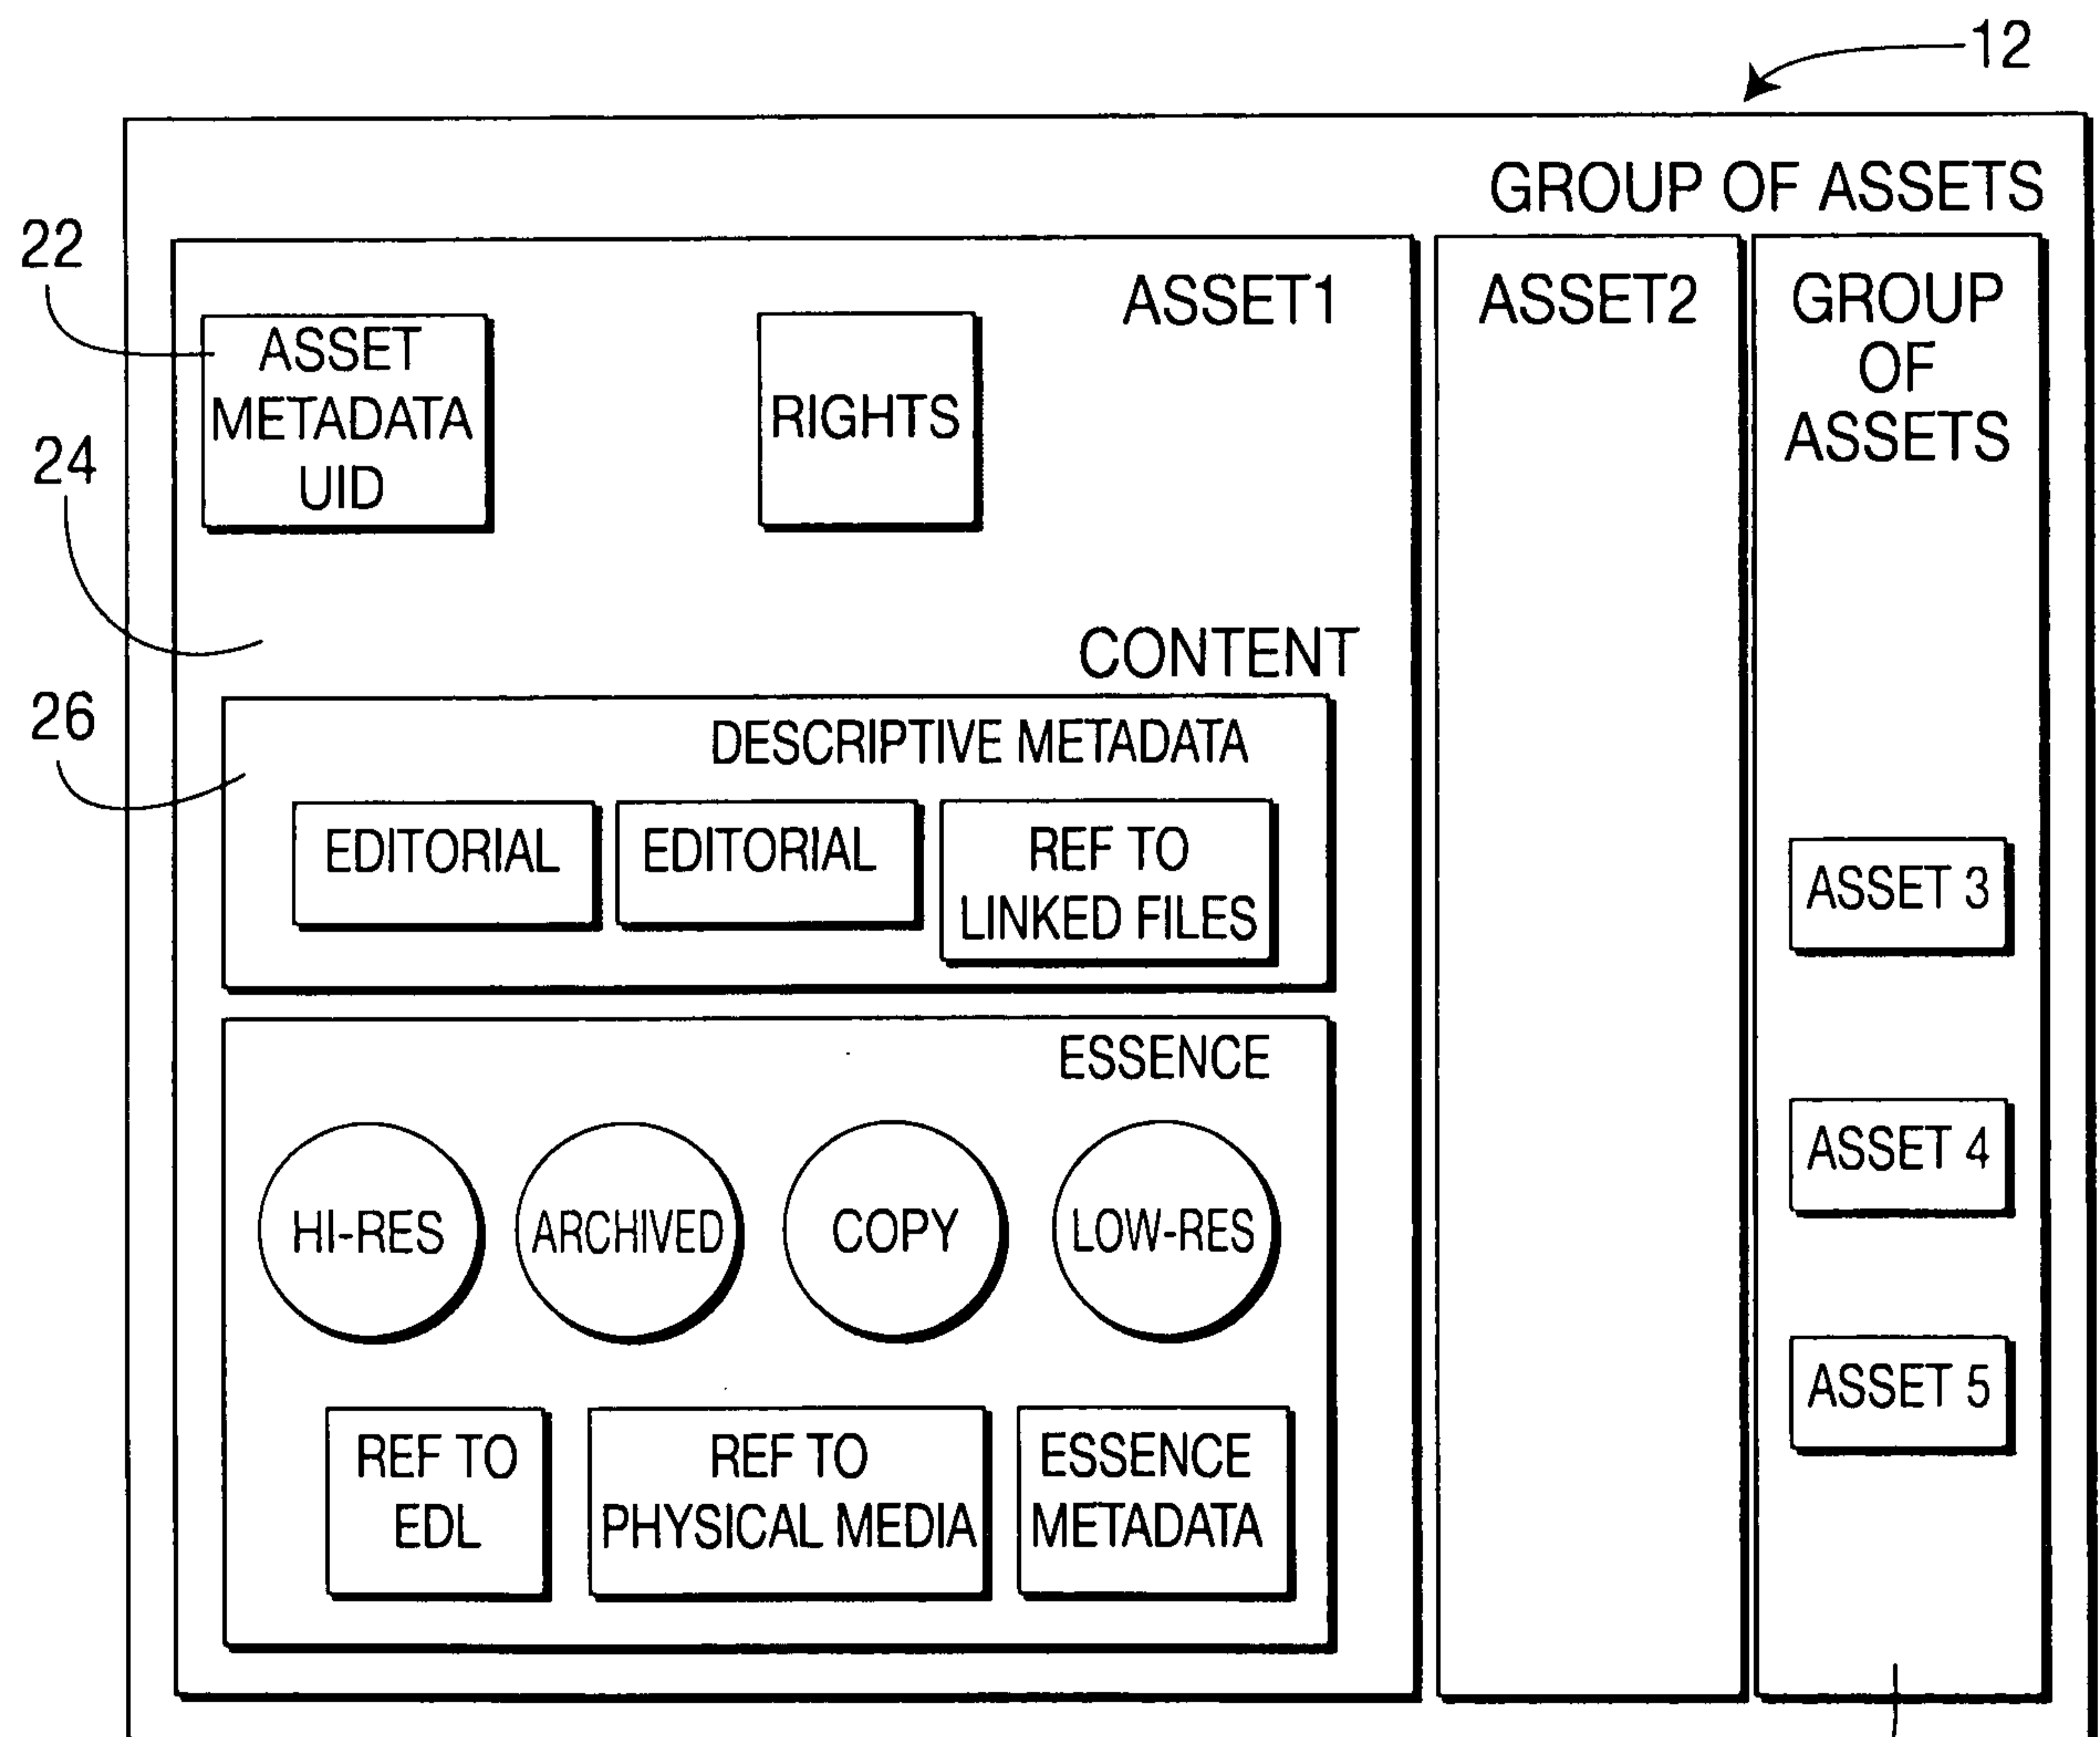 12
GROUP OF ASSETS
22
ASSET1
ASSET
METADATA
UID
RIGHTS
24
CONTENT
26
DESCRIPTIVE METADATA
EDITORIAL
EDITORIAL
REF TO
LINKED FILES
ESSENCE
HI-RES
ARCHIVED
COPY
LOW-RES
REF TO
EDL
REF TO
PHYSICAL MEDIA
ESSENCE
METADATA
ASSET2
GROUP
OF
ASSETS
ASSET 3
ASSET 4
ASSET 5